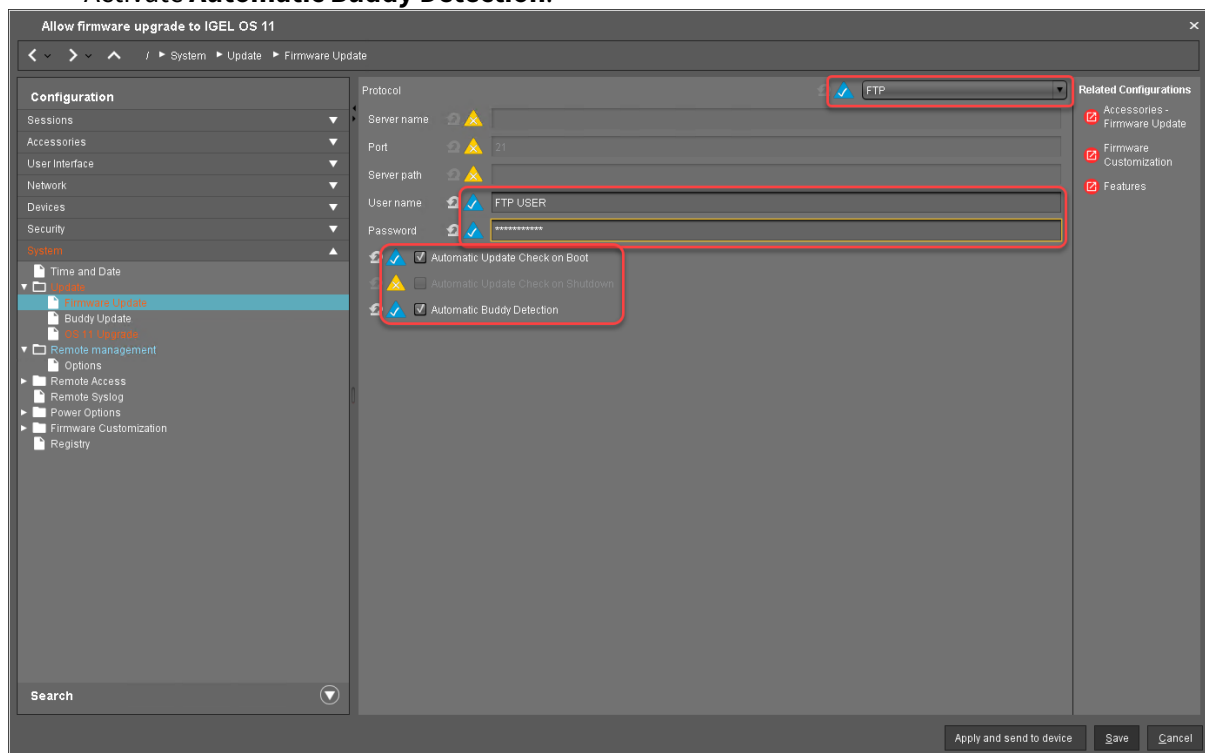 Activate Automatic Buddy Detection.
Allow firmware upgrade to IGEL OS 11
/ System Update Firmware Update
Configuration
Sessions
Accessories
User Interface
Network
Devices
Security
System
Time and Date
Update
Firmware Update
Buddy Update
OS 11 Upgrade
Remote management
Options
Remote Access
Remote Syslog
Power Options
Firmware Customization
Registry
Search
Protocol FTP
Server name
Port 21
Server path
User name FTP USER
Password ***********
Automatic Update Check on Boot
Automatic Update Check on Shutdown
Automatic Buddy Detection
Related Configurations
Accessories -
Firmware Update
Firmware
Customization
Features
Apply and send to device Save Cancel